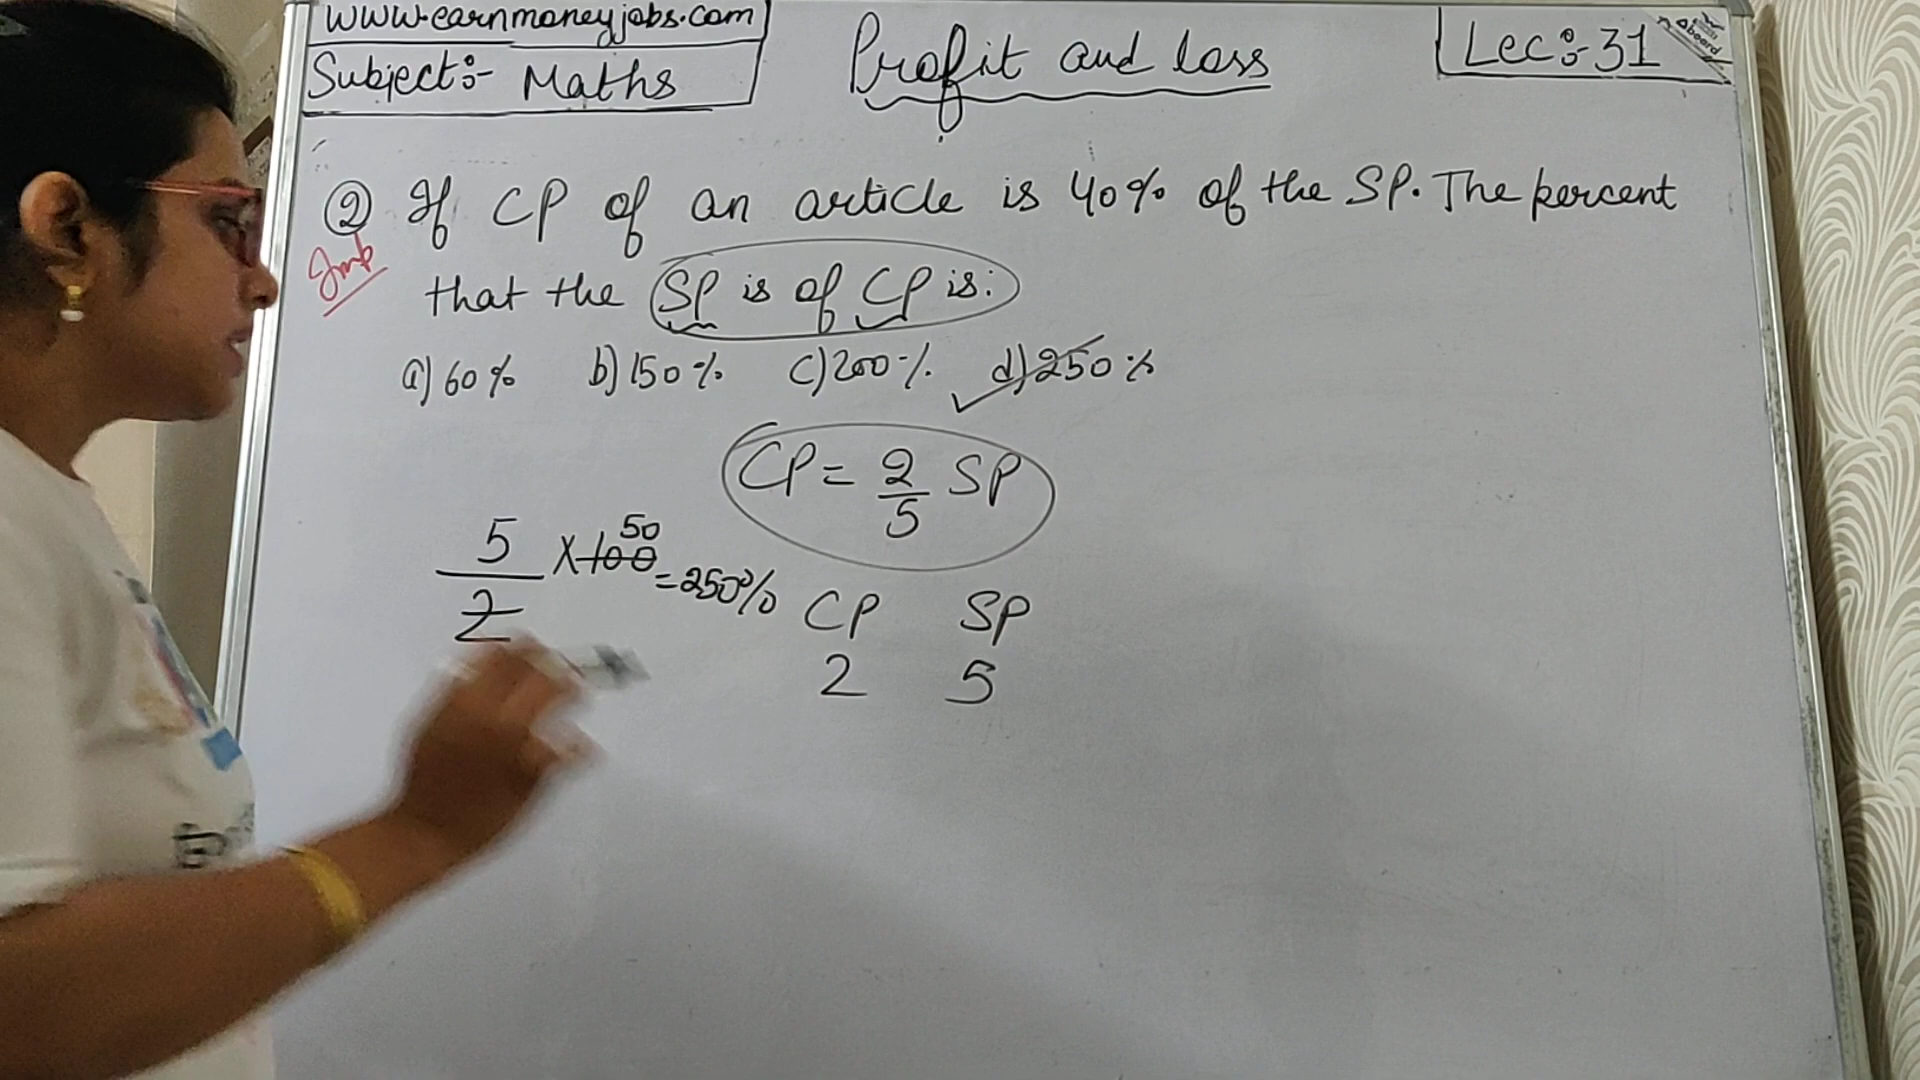 www.earnmoneyjobs.com
Subject:- Maths
Profit and loss
Lec:-31
② If CP of an article is 40% of the SP. The percent
Imp
that the SP is of CP is:
a) 60% b) 150% c) 200% d) 250%
CP = 2/5 SP
5/2 x 100 50 = 250%
CP SP
2 5